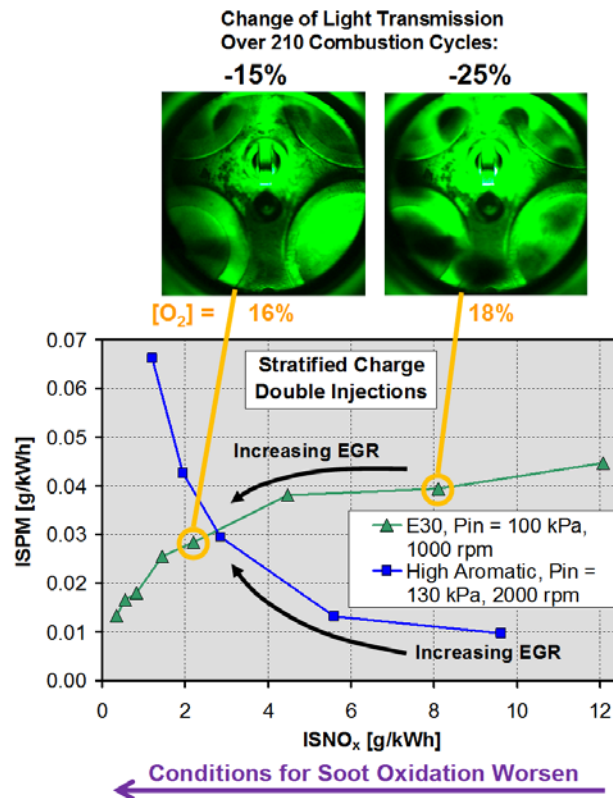 Change of Light Transmission
Over 210 Combustion Cycles:
-15%
-25%
[O₂] = 16%
18%
0.07
0.06
0.05
0.04
0.03
0.02
0.01
0.00
ISPM [g/kWh]
Stratified Charge
Double Injections
Increasing EGR
E30, Pin = 100 kPa,
1000 rpm
High Aromatic, Pin =
130 kPa, 2000 rpm
Increasing EGR
0 2 4 6 8 10 12
ISNOₓ [g/kWh]
Conditions for Soot Oxidation Worsen